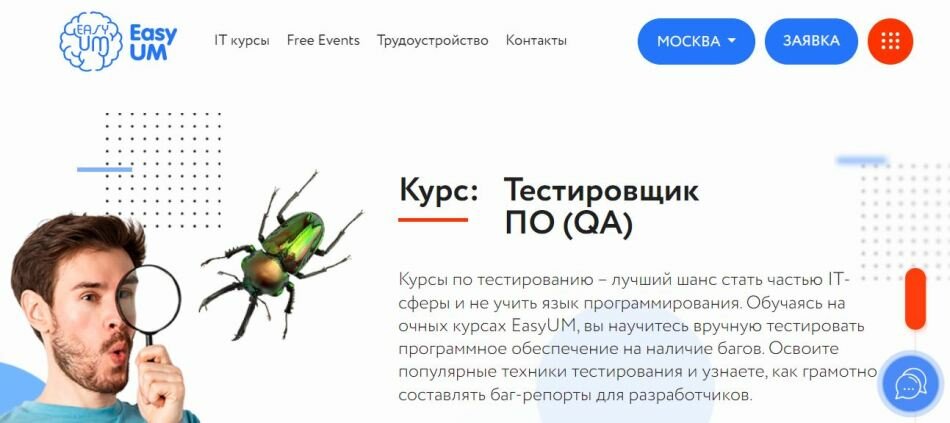 EASY
UM
Easy
UM
IT курсы
Free Events
Трудоустройство
Контакты
МОСКВА
ЗАЯВКА
Курс:
Тестировщик
ПО (QA)
Курсы по тестированию – лучший шанс стать частью IT-
сферы и не учить язык программирования. Обучаясь на
очных курсах EasyUM, вы научитесь вручную тестировать
программное обеспечение на наличие багов. Освоите
популярные техники тестирования и узнаете, как грамотно
составлять баг-репорты для разработчиков.